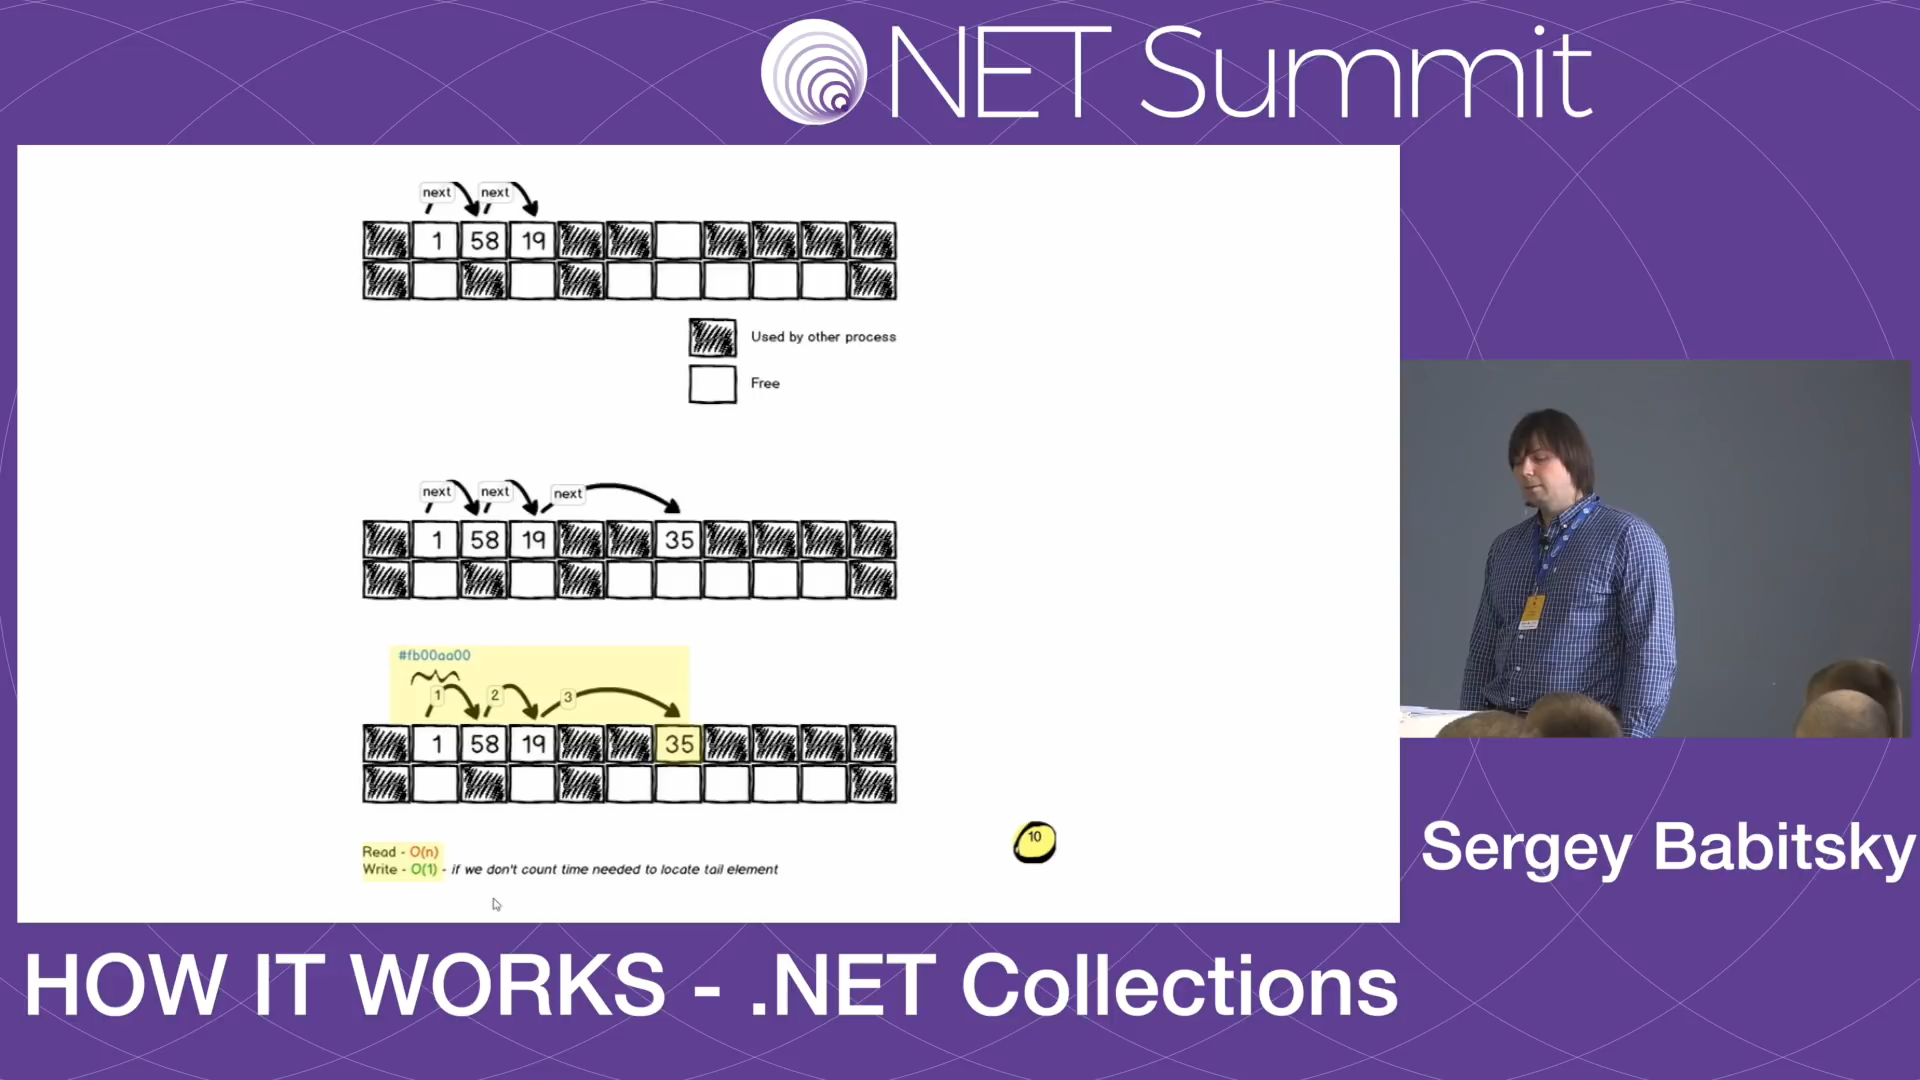 NET Summit
next next
1 58 19
Used by other process
Free
next next next
1 58 19 35
#fb00aa00
1 2 3
1 58 19 35
Read - O(n)
Write - O(1) - if we don't count time needed to locate tail element
10
Sergey Babitsky
HOW IT WORKS - .NET Collections